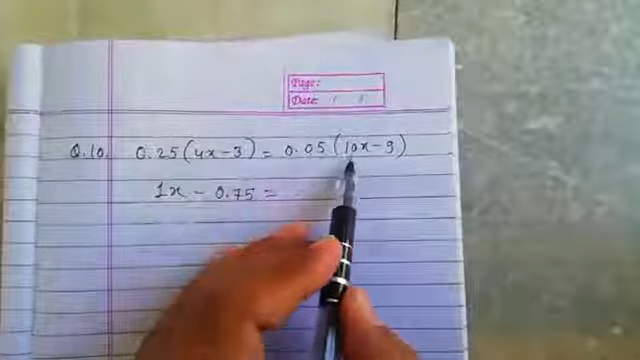 Page:
Date:
Q.10. 0.25(4x-3) = 0.05(10x-9)
1x - 0.75 =